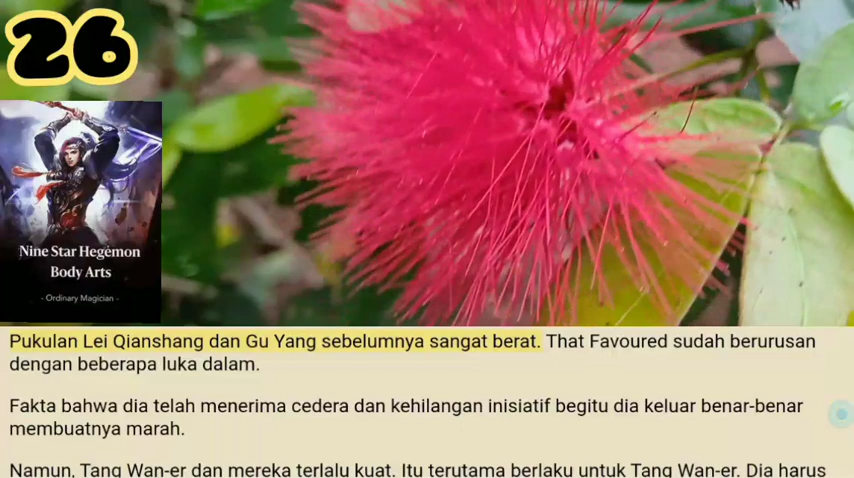 26
Nine Star Hegemon
Body Arts
- Ordinary Magician -
Pukulan Lei Qianshang dan Gu Yang sebelumnya sangat berat. That Favoured sudah berurusan
dengan beberapa luka dalam.
Fakta bahwa dia telah menerima cedera dan kehilangan inisiatif begitu dia keluar benar-benar
membuatnya marah.
Namun, Tang Wan-er dan mereka terlalu kuat. Itu terutama berlaku untuk Tang Wan-er. Dia harus